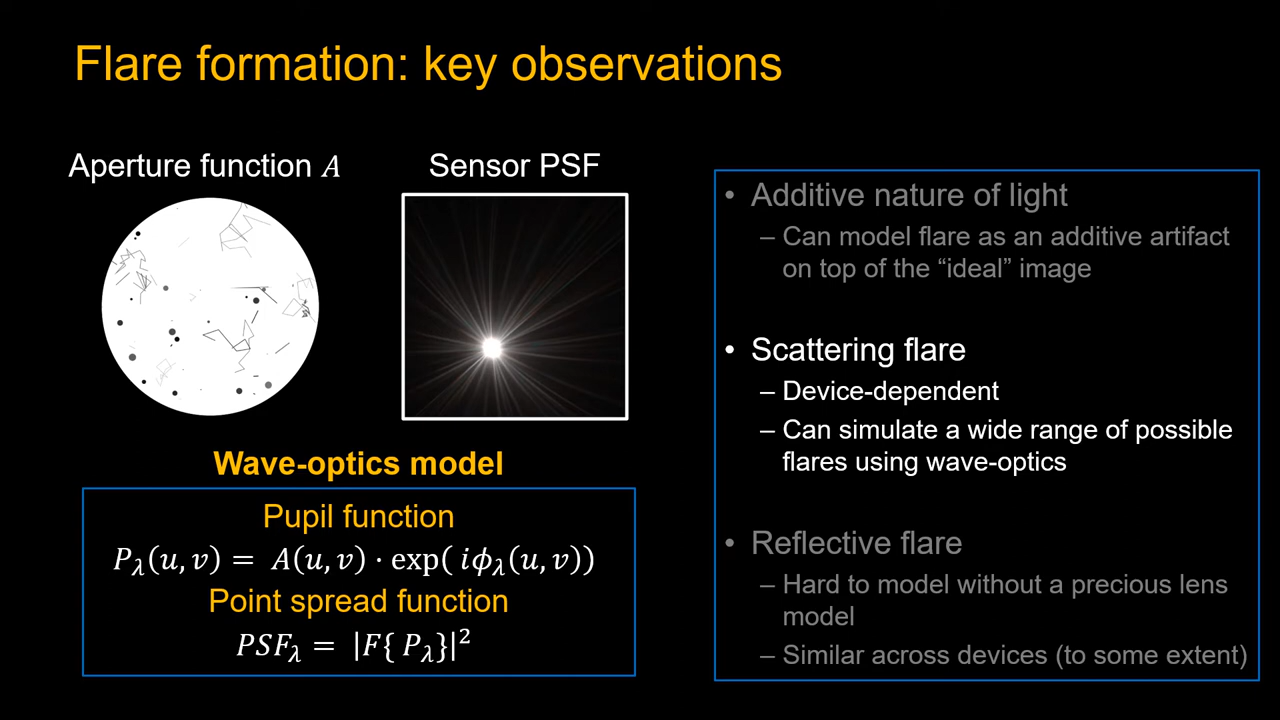 Flare formation: key observations
Aperture function A
Sensor PSF
Wave-optics model
Pupil function
P_λ(u, v) = A(u, v) · exp( iϕ_λ(u, v))
Point spread function
PSF_λ = |F{ P_λ}|²
• Additive nature of light
– Can model flare as an additive artifact
on top of the “ideal” image
• Scattering flare
– Device-dependent
– Can simulate a wide range of possible
flares using wave-optics
• Reflective flare
– Hard to model without a precious lens
model
– Similar across devices (to some extent)